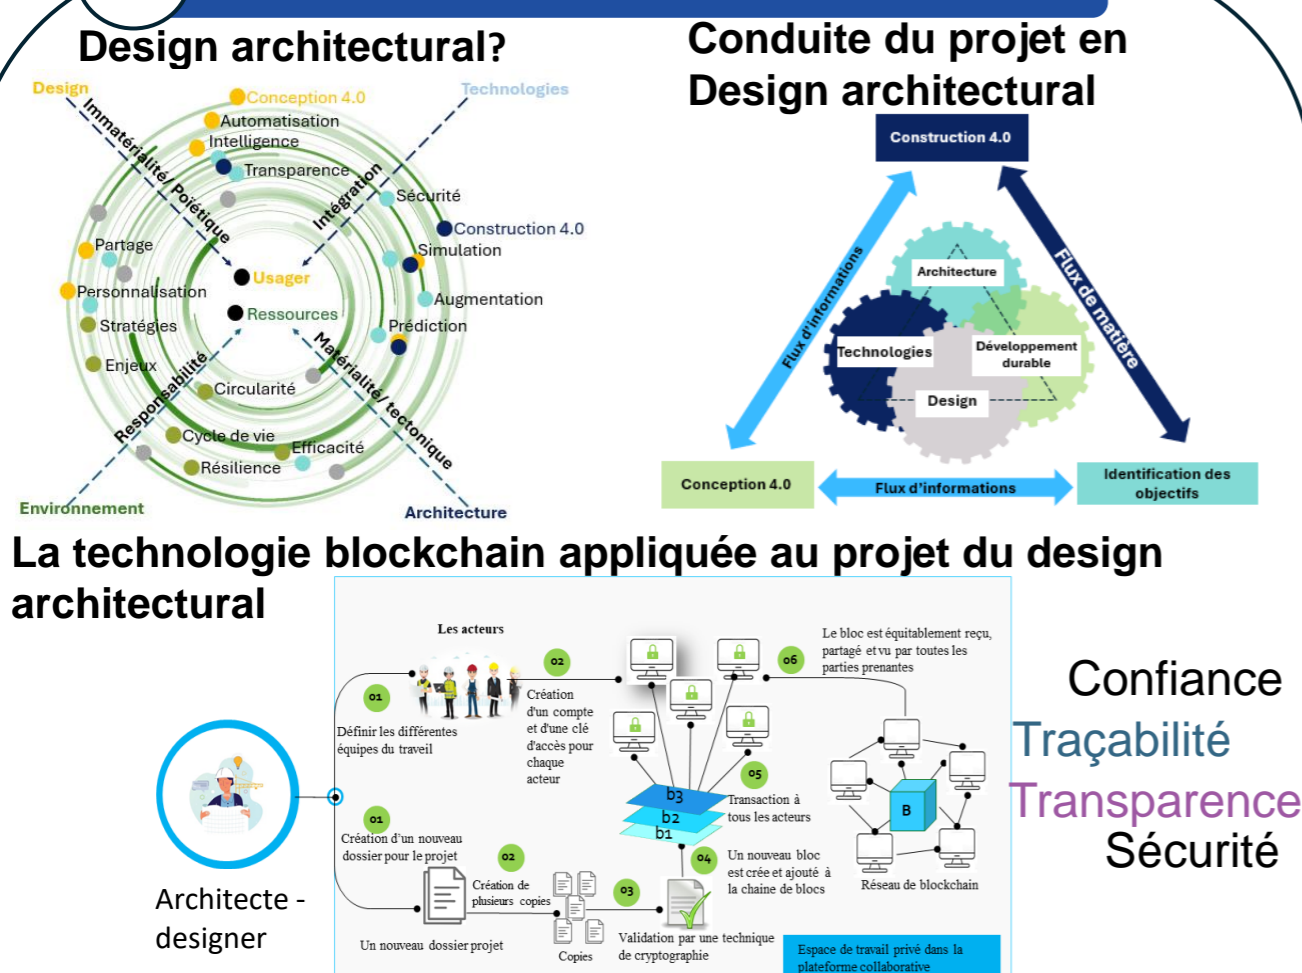 Design architectural?
Design
Technologies
Conception 4.0
Automatisation
Intelligence
Transparence
Immatérialité/ Poïétique
Intégration
Sécurité
Construction 4.0
Simulation
Partage
Usager
Personnalisation
Augmentation
Ressources
Stratégies
Prédiction
Enjeux
Responsabilité
Matérialité/ tectonique
Circularité
Cycle de vie
Efficacité
Résilience
Environnement
Architecture
Conduite du projet en
Design architectural
Construction 4.0
Flux d'informations
Flux de matière
Architecture
Technologies
Développement
durable
Design
Conception 4.0
Flux d'informations
Identification des
objectifs
La technologie blockchain appliquée au projet du design
architectural
Architecte -
designer
Les acteurs
01
Définir les différentes
équipes du traveil
02
Création
d'un compte
et d'une clé
d'accès pour
chaque
acteur
01
Création d'un nouveau
dossier pour le projet
Un nouveau dossier projet
02
Création de
plusieurs copies
Copies
03
Validation par une technique
de cryptographie
04
Un nouveau bloc
est crée et ajouté à
la chaine de blocs
b3
b2
b1
05
Transaction à
tous les acteurs
06
Le bloc est équitablement reçu,
partagé et vu par toutes les
parties prenantes
B
Réseau de blockchain
Espace de travail privé dans la
plateforme collaborative
Confiance
Traçabilité
Transparence
Sécurité